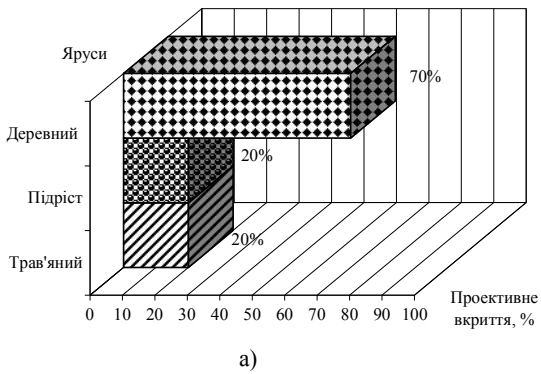 Яруси
70%
Деревний
20%
Підріст
20%
Трав'яний
0 10 20 30 40 50 60 70 80 90 100
Проективне
вкриття, %
а)